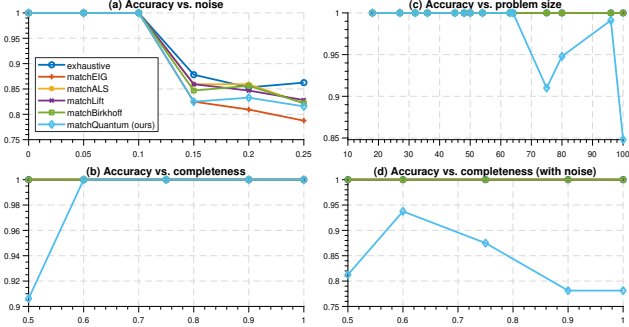 (a) Accuracy vs. noise
1
0.95
0.9
0.85
0.8
0.75
exhaustive
matchEIG
matchALS
matchLift
matchBirkhoff
matchQuantum (ours)
0 0.05 0.1 0.15 0.2 0.25
(c) Accuracy vs. problem size
1
0.95
0.9
0.85
10 20 30 40 50 60 70 80 90 100
(b) Accuracy vs. completeness
1
0.98
0.96
0.94
0.92
0.9
0.5 0.6 0.7 0.8 0.9 1
(d) Accuracy vs. completeness (with noise)
1
0.95
0.9
0.85
0.8
0.75
0.5 0.6 0.7 0.8 0.9 1